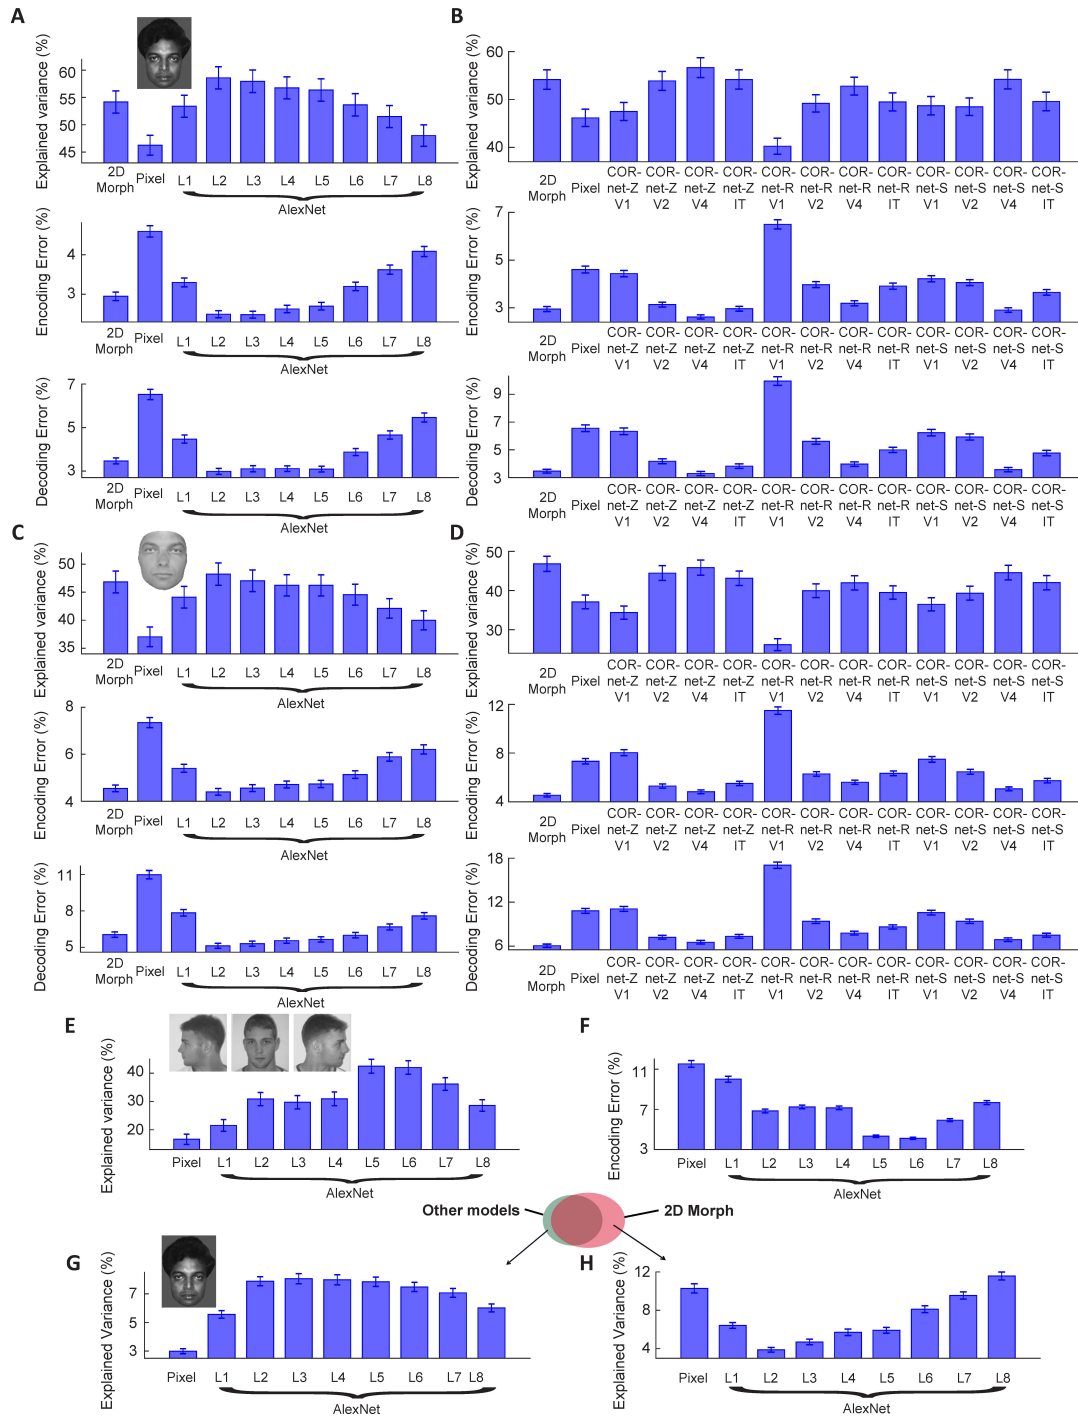 A
Explained variance (%)
60
55
50
45
2D Morph Pixel L1 L2 L3 L4 L5 L6 L7 L8
AlexNet
Encoding Error (%)
4
3
2D Morph Pixel L1 L2 L3 L4 L5 L6 L7 L8
AlexNet
Decoding Error (%)
7
5
3
2D Morph Pixel L1 L2 L3 L4 L5 L6 L7 L8
AlexNet
B
Explained variance (%)
60
50
40
COR- COR- COR- COR- COR- COR- COR- COR- COR- COR- COR- COR-
2D Morph Pixel net-Z net-Z net-Z net-Z net-R net-R net-R net-R net-S net-S net-S net-S
V1 V2 V4 IT V1 V2 V4 IT V1 V2 V4 IT
Encoding Error (%)
7
5
3
COR- COR- COR- COR- COR- COR- COR- COR- COR- COR- COR- COR-
2D Morph Pixel net-Z net-Z net-Z net-Z net-R net-R net-R net-R net-S net-S net-S net-S
V1 V2 V4 IT V1 V2 V4 IT V1 V2 V4 IT
Decoding Error (%)
9
7
5
3
COR- COR- COR- COR- COR- COR- COR- COR- COR- COR- COR- COR-
2D Morph Pixel net-Z net-Z net-Z net-Z net-R net-R net-R net-R net-S net-S net-S net-S
V1 V2 V4 IT V1 V2 V4 IT V1 V2 V4 IT
C
Explained variance (%)
50
45
40
35
2D Morph Pixel L1 L2 L3 L4 L5 L6 L7 L8
AlexNet
Encoding Error (%)
8
6
4
2D Morph Pixel L1 L2 L3 L4 L5 L6 L7 L8
AlexNet
Decoding Error (%)
11
8
5
2D Morph Pixel L1 L2 L3 L4 L5 L6 L7 L8
AlexNet
D
Explained variance (%)
50
40
30
COR- COR- COR- COR- COR- COR- COR- COR- COR- COR- COR- COR-
2D Morph Pixel net-Z net-Z net-Z net-Z net-R net-R net-R net-R net-S net-S net-S net-S
V1 V2 V4 IT V1 V2 V4 IT V1 V2 V4 IT
Encoding Error (%)
12
8
4
COR- COR- COR- COR- COR- COR- COR- COR- COR- COR- COR- COR-
2D Morph Pixel net-Z net-Z net-Z net-Z net-R net-R net-R net-R net-S net-S net-S net-S
V1 V2 V4 IT V1 V2 V4 IT V1 V2 V4 IT
Decoding Error (%)
18
12
6
COR- COR- COR- COR- COR- COR- COR- COR- COR- COR- COR- COR-
2D Morph Pixel net-Z net-Z net-Z net-Z net-R net-R net-R net-R net-S net-S net-S net-S
V1 V2 V4 IT V1 V2 V4 IT V1 V2 V4 IT
E
Explained variance (%)
40
30
20
Pixel L1 L2 L3 L4 L5 L6 L7 L8
AlexNet
F
Encoding Error (%)
11
7
3
Pixel L1 L2 L3 L4 L5 L6 L7 L8
AlexNet
Other models
2D Morph
G
Explained Variance (%)
7
5
3
Pixel L1 L2 L3 L4 L5 L6 L7 L8
AlexNet
H
Explained Variance (%)
12
8
4
Pixel L1 L2 L3 L4 L5 L6 L7 L8
AlexNet